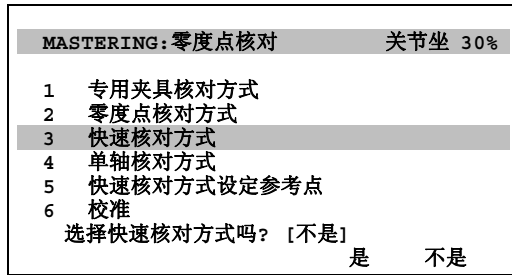 MASTERING:零度点核对 关节坐 30%
1 专用夹具核对方式
2 零度点核对方式
3 快速核对方式
4 单轴核对方式
5 快速核对方式设定参考点
6 校准
选择快速核对方式吗? [不是]
是 不是